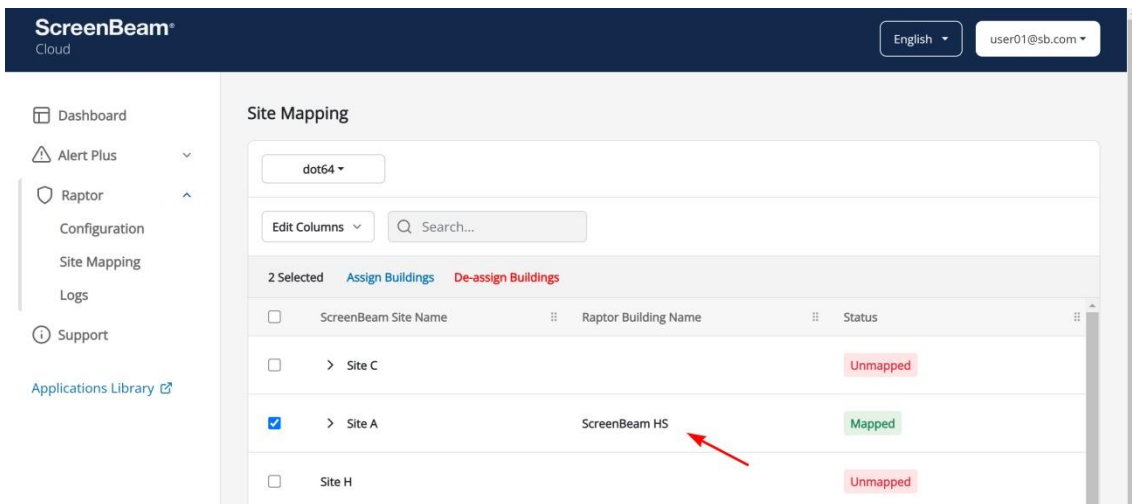 ScreenBeam®
Cloud
English
user01@sb.com
Dashboard
Alert Plus
Raptor
Configuration
Site Mapping
Logs
Support
Applications Library
Site Mapping
dot64
Edit Columns
Search...
2 Selected Assign Buildings De-assign Buildings
ScreenBeam Site Name Raptor Building Name Status
Site C Unmapped
Site A ScreenBeam HS Mapped
Site H Unmapped